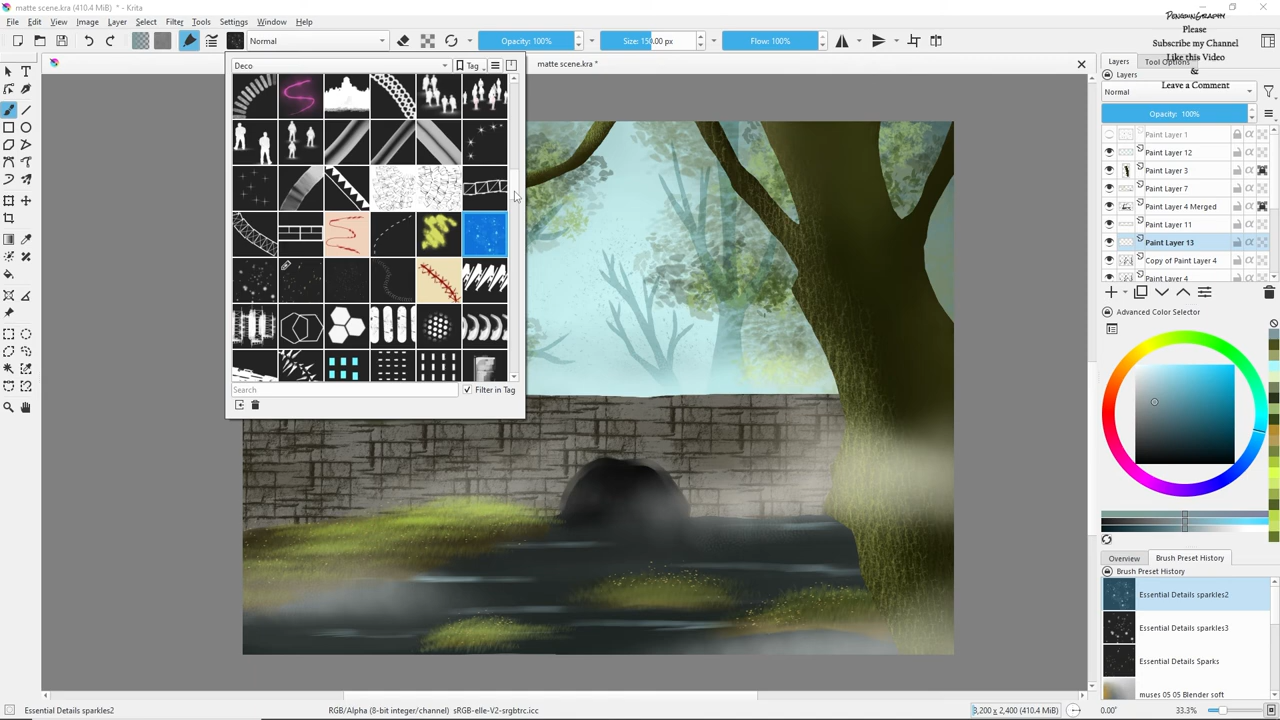 matte scene.kra (410.4 MiB) * - Krita
File Edit View Image Layer Select Filter Tools Settings Window Help
PenguinGraphy
Please
Subscribe my Channel
Like this Video
&
Leave a Comment
Normal
Opacity: 100%
Size: 150.00 px
Flow: 100%
matte scene.kra *
Deco
Tag
Search
Filter in Tag
Layers
Tool Options
Layers
Normal
Opacity: 100%
Paint Layer 1
Paint Layer 12
Paint Layer 3
Paint Layer 7
Paint Layer 4 Merged
Paint Layer 11
Paint Layer 13
Copy of Paint Layer 4
Paint Layer 4
Advanced Color Selector
Overview
Brush Preset History
Brush Preset History
Essential Details sparkles2
Essential Details sparkles3
Essential Details Sparks
muses 05 05 Blender soft
Essential Details sparkles2
RGB/Alpha (8-bit integer/channel) sRGB-elle-V2-srgbtrc.icc
3,200 x 2,400 (410.4 MiB)
0.00°
33.3%